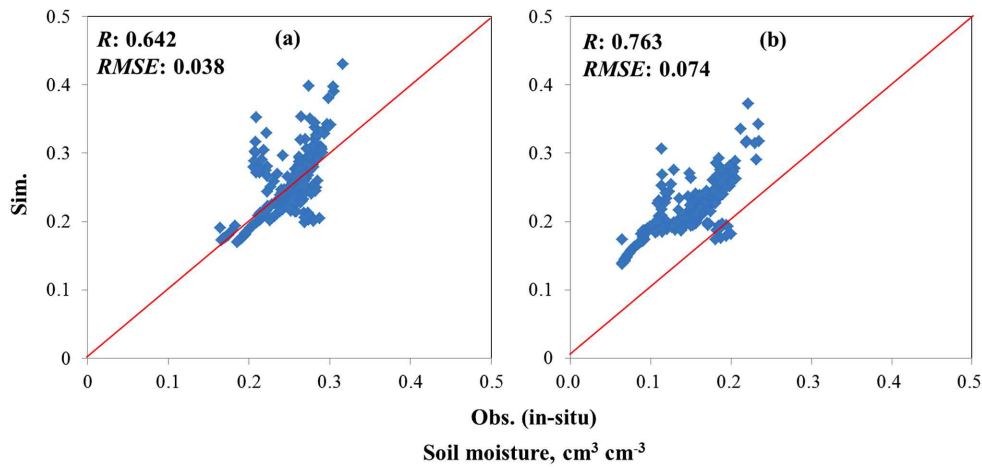 R: 0.642
RMSE: 0.038
(a)
R: 0.763
RMSE: 0.074
(b)
Sim.
0.5
0.4
0.3
0.2
0.1
0
0 0.1 0.2 0.3 0.4 0.5
0.5
0.4
0.3
0.2
0.1
0
0.0 0.1 0.2 0.3 0.4 0.5
Obs. (in-situ)
Soil moisture, cm³ cm⁻³